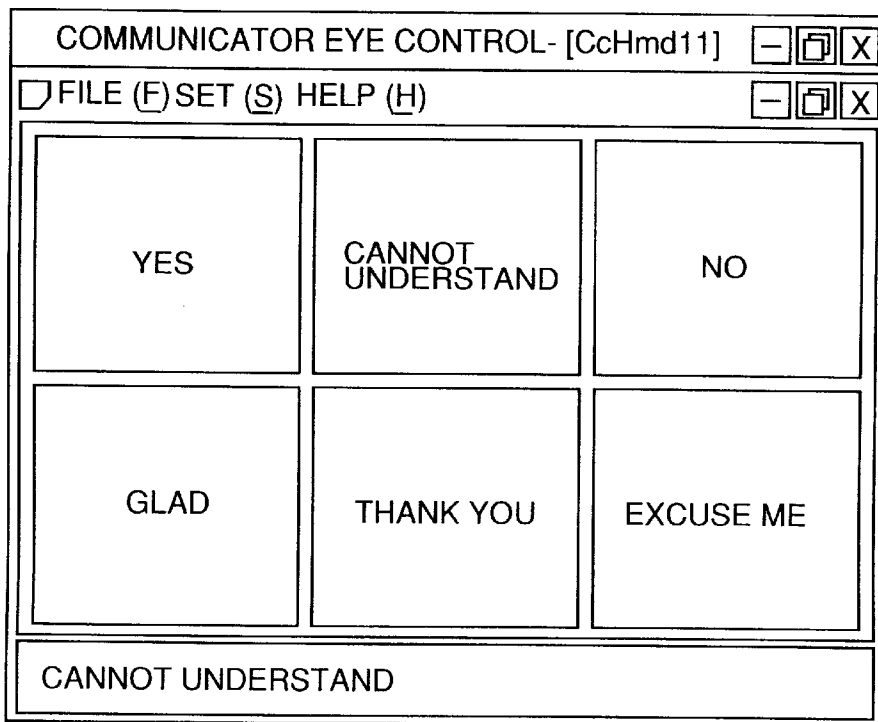 COMMUNICATOR EYE CONTROL- [CcHmd11]
FILE (F) SET (S) HELP (H)
YES
CANNOT
UNDERSTAND
NO
GLAD
THANK YOU
EXCUSE ME
CANNOT UNDERSTAND